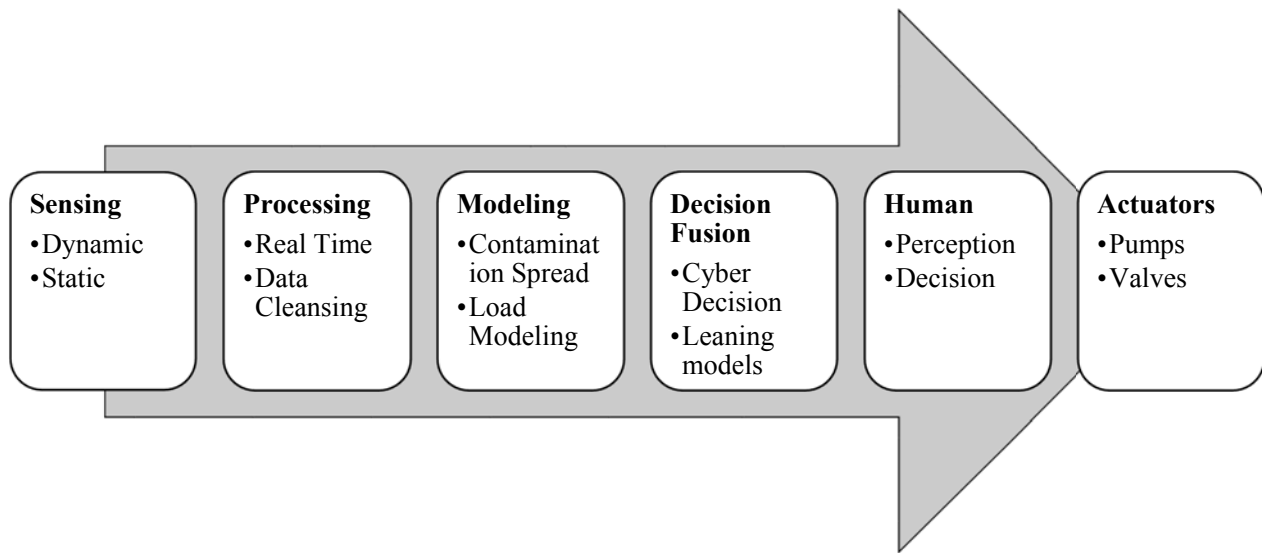 Sensing
•Dynamic
•Static
Processing
•Real Time
•Data
Cleansing
Modeling
•Contaminat
ion Spread
•Load
Modeling
Decision
Fusion
•Cyber
Decision
•Leaning
models
Human
•Perception
•Decision
Actuators
•Pumps
•Valves